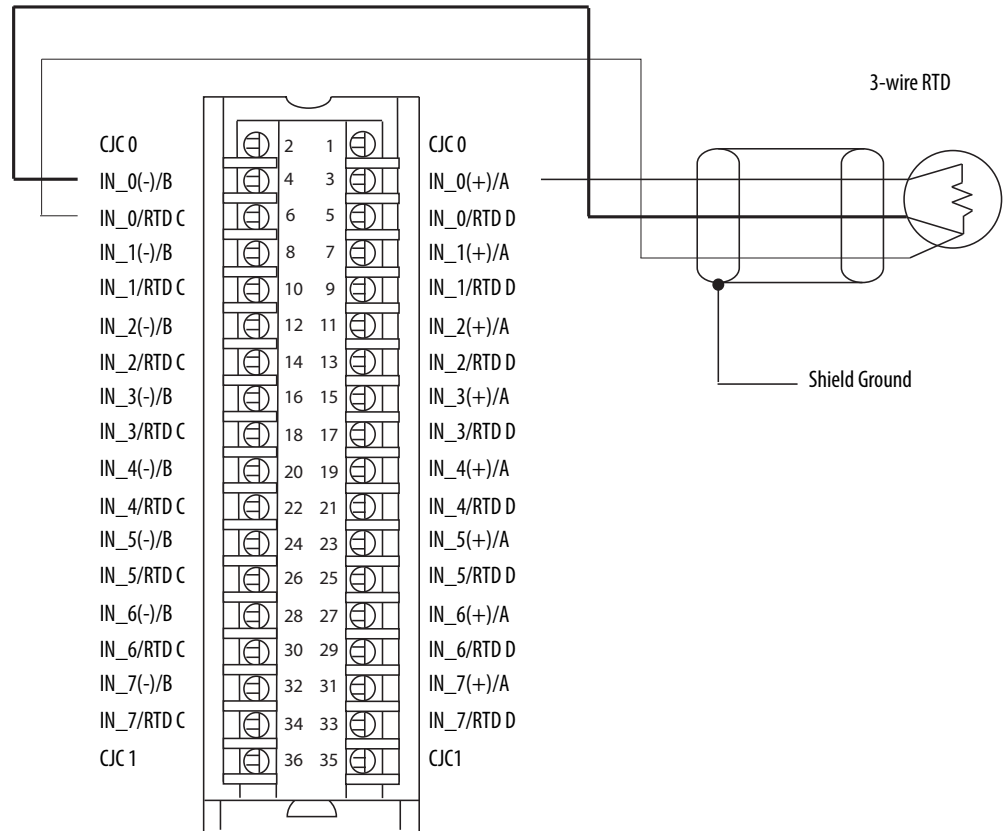 3-wire RTD
CJC 0 2 1 CJC 0
IN_0(-)/B 4 3 IN_0(+)/A
IN_0/RTD C 6 5 IN_0/RTD D
IN_1(-)/B 8 7 IN_1(+)/A
IN_1/RTD C 10 9 IN_1/RTD D
IN_2(-)/B 12 11 IN_2(+)/A
IN_2/RTD C 14 13 IN_2/RTD D
IN_3(-)/B 16 15 IN_3(+)/A
Shield Ground
IN_3/RTD C 18 17 IN_3/RTD D
IN_4(-)/B 20 19 IN_4(+)/A
IN_4/RTD C 22 21 IN_4/RTD D
IN_5(-)/B 24 23 IN_5(+)/A
IN_5/RTD C 26 25 IN_5/RTD D
IN_6(-)/B 28 27 IN_6(+)/A
IN_6/RTD C 30 29 IN_6/RTD D
IN_7(-)/B 32 31 IN_7(+)/A
IN_7/RTD C 34 33 IN_7/RTD D
CJC 1 36 35 CJC1